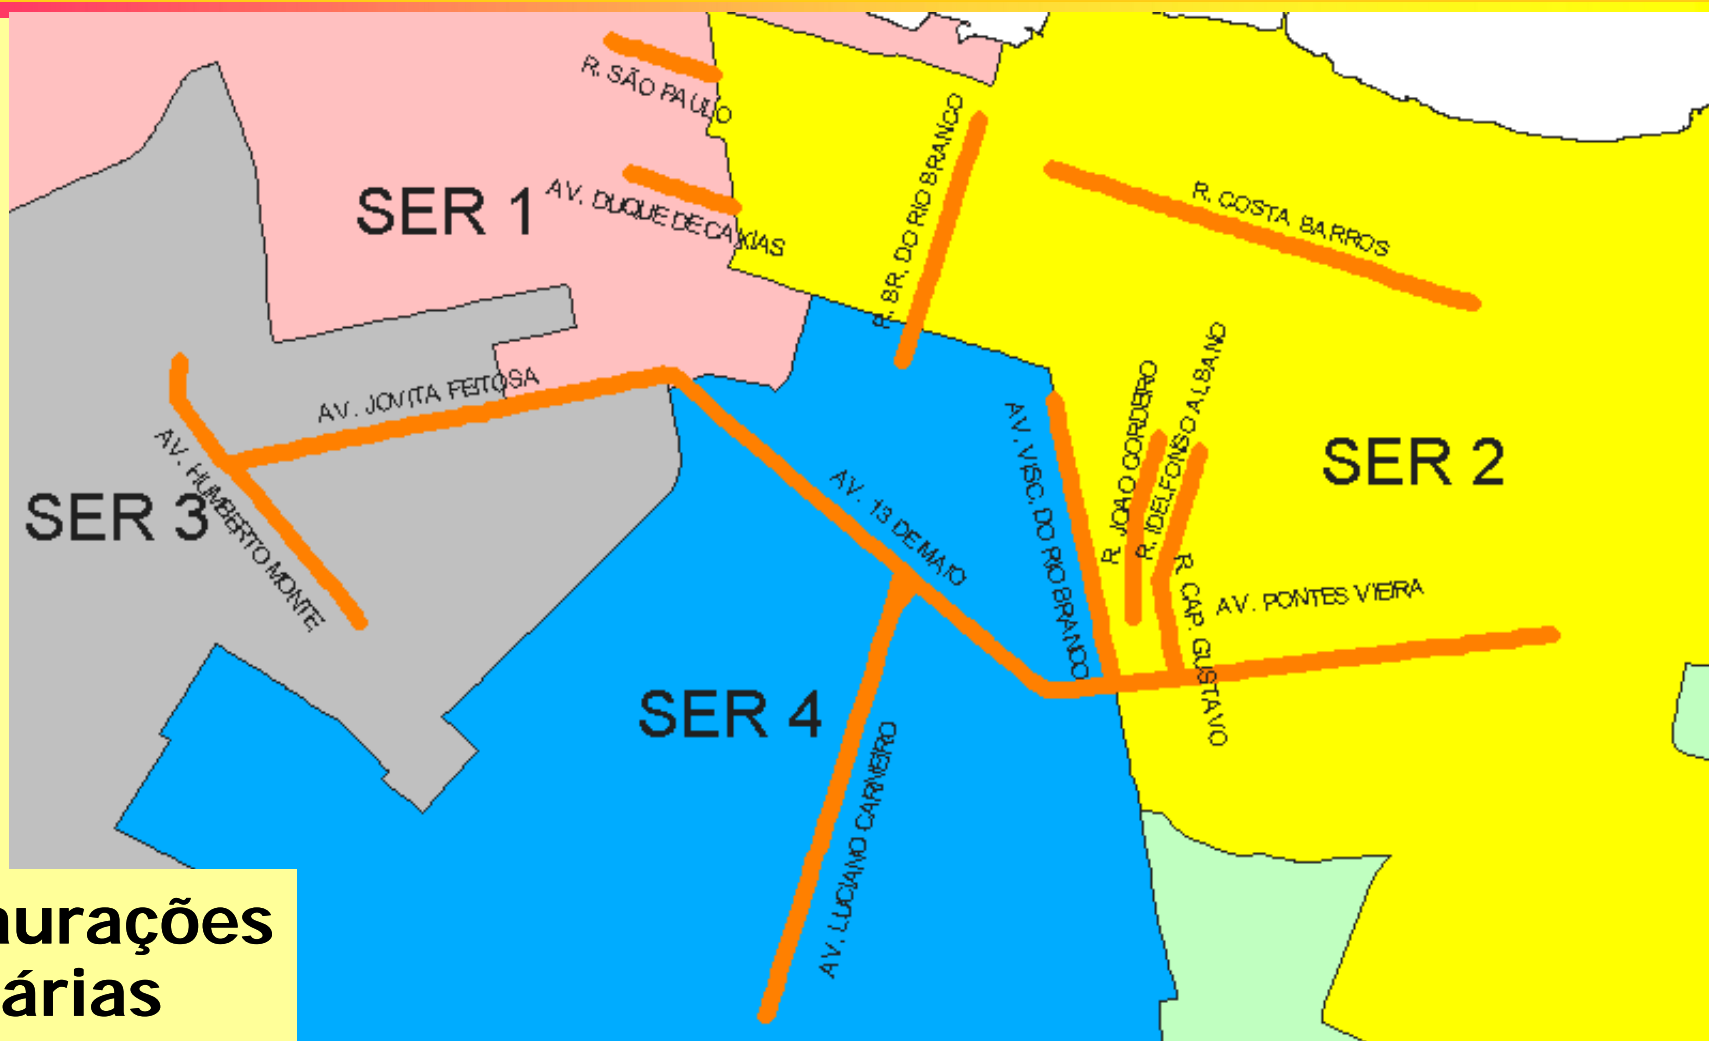 R. SÃO PAULO
R. BR. DO RIO BRANCO
SER 1
AV. DUQUE DE CAXIAS
R. COSTA BARROS
AV. JOVITA FEITOSA
R. JOÃO CORDEIRO
R. IDELFONSO ALBANO
AV. VISC. DO RIO BRANCO
SER 2
AV. HUMBERTO MONTE
SER 3
AV. 13 DE MAIO
R. CAP. GUSTAVO
AV. PONTES VIEIRA
SER 4
AV. LUCIANO CARNEIRO
aurações
árias